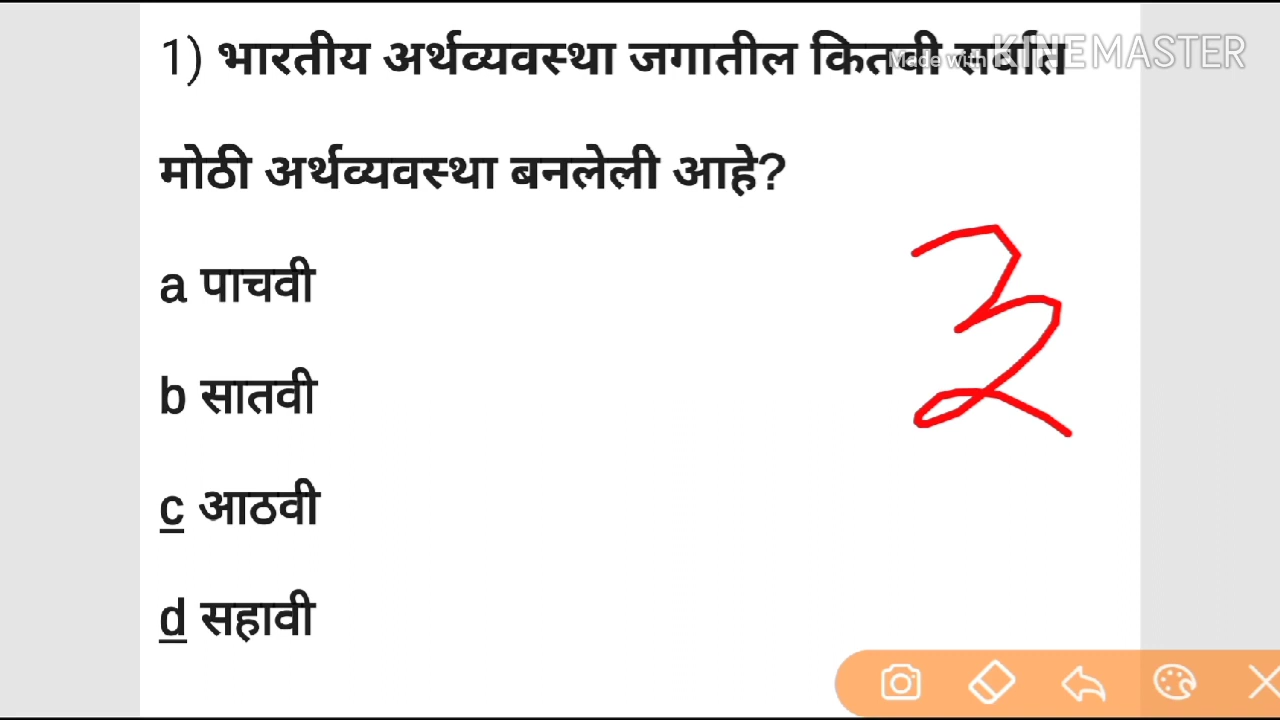 1) भारतीय अर्थव्यवस्था जगातील कितवी सर्वात
मोठी अर्थव्यवस्था बनलेली आहे?
a पाचवी
b सातवी
c आठवी
d सहावी
Made with KINEMASTER